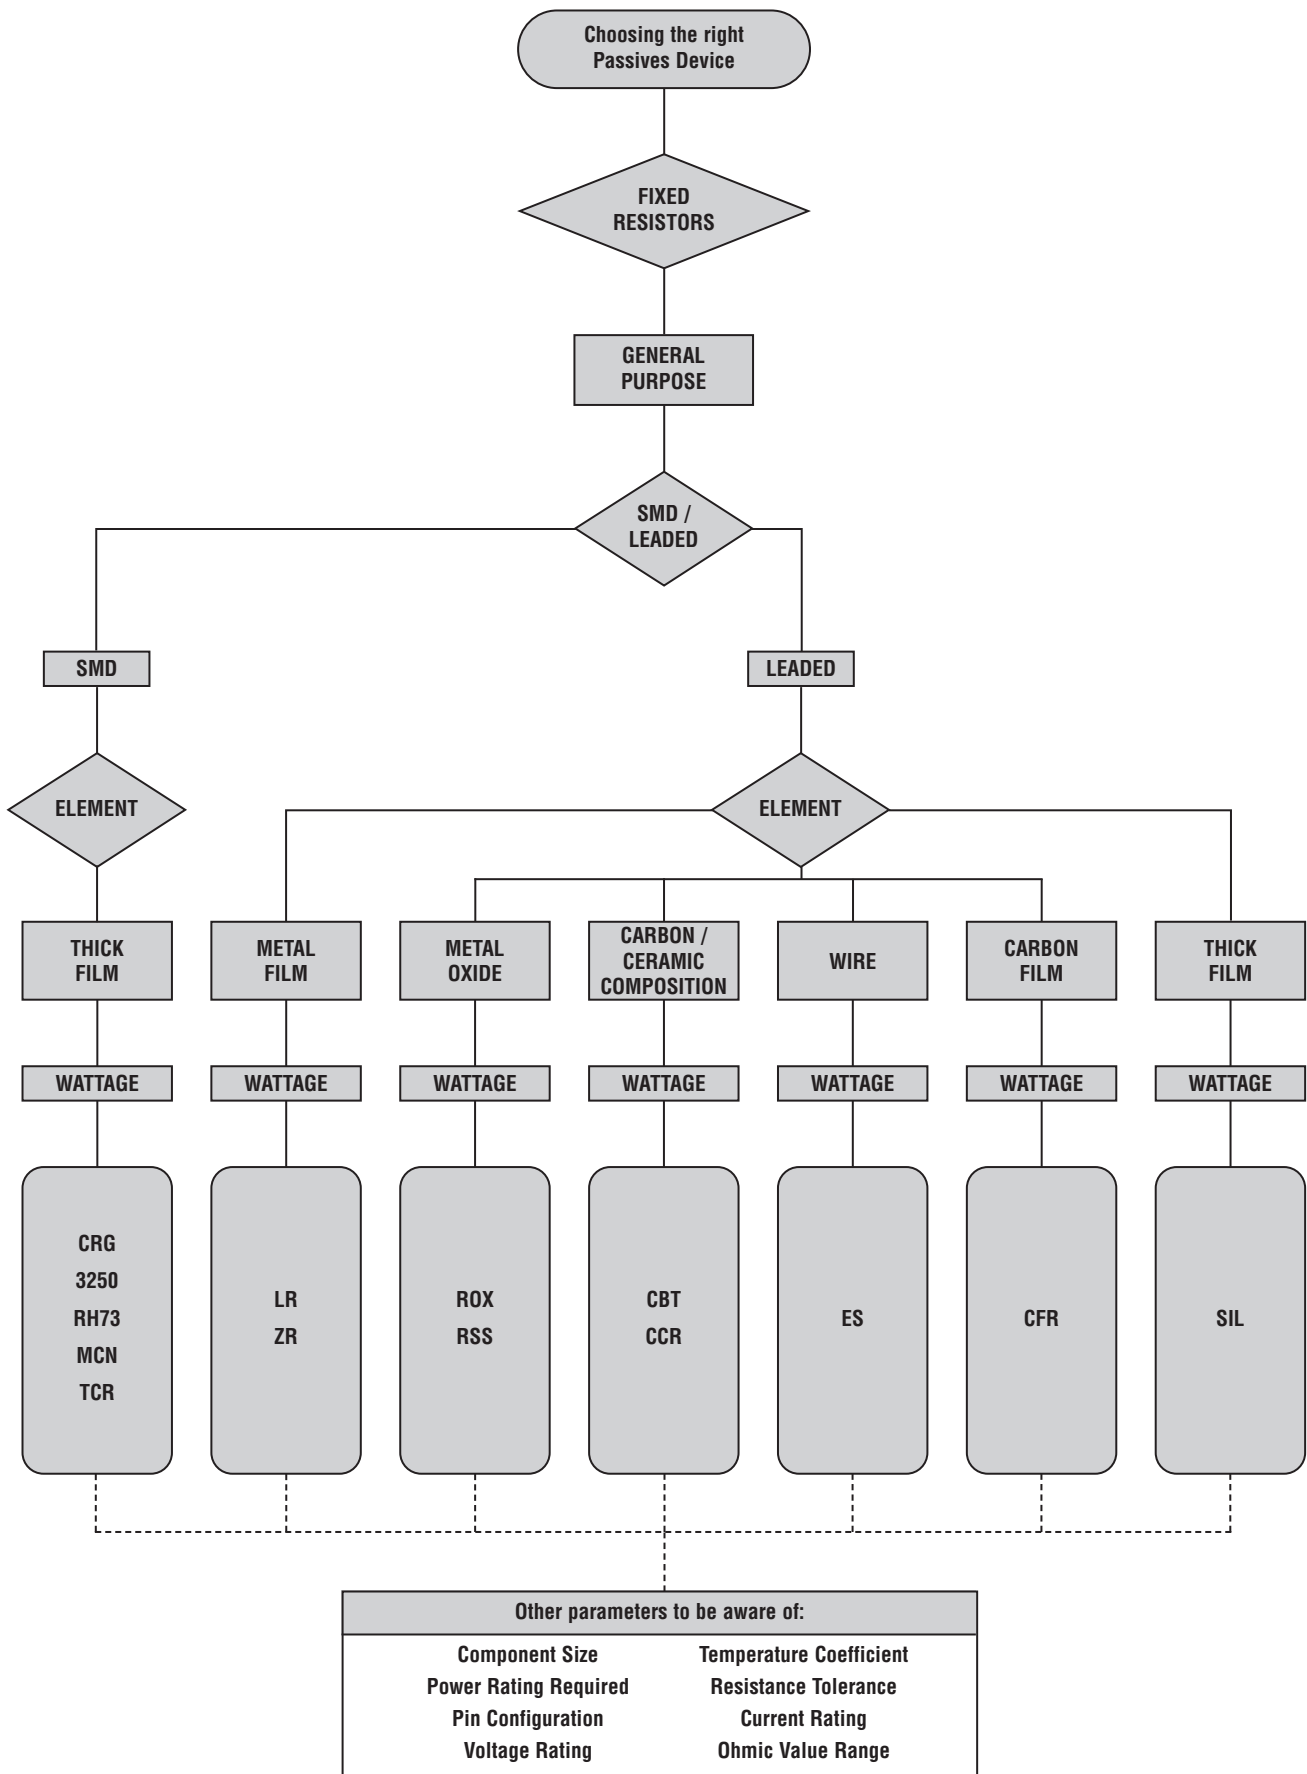 Choosing the right
Passives Device
FIXED
RESISTORS
GENERAL
PURPOSE
SMD /
LEADED
SMD
LEADED
ELEMENT
ELEMENT
THICK
FILM
METAL
FILM
METAL
OXIDE
CARBON /
CERAMIC
COMPOSITION
WIRE
CARBON
FILM
THICK
FILM
WATTAGE
WATTAGE
WATTAGE
WATTAGE
WATTAGE
WATTAGE
WATTAGE
CRG
3250
RH73
MCN
TCR
LR
ZR
ROX
RSS
CBT
CCR
ES
CFR
SIL
Other parameters to be aware of:
Component Size
Power Rating Required
Pin Configuration
Voltage Rating
Temperature Coefficient
Resistance Tolerance
Current Rating
Ohmic Value Range